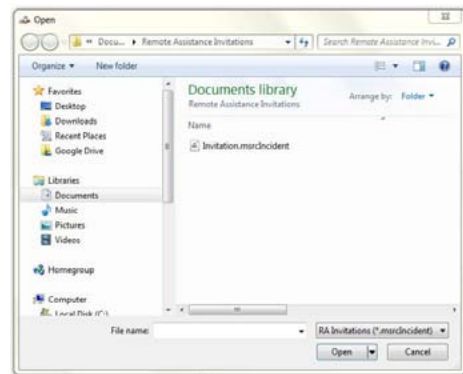 Open
« Docu... ▸ Remote Assistance Invitations
Search Remote Assistance Invi...
Organize ▼ New folder
Favorites
Desktop
Downloads
Recent Places
Google Drive
Libraries
Documents
Music
Pictures
Videos
Homegroup
Computer
Local Disk (C:)
Documents library
Remote Assistance Invitations
Arrange by: Folder ▼
Name
Invitation.msrcIncident
File name:
RA Invitations (*.msrcIncident)
Open
Cancel